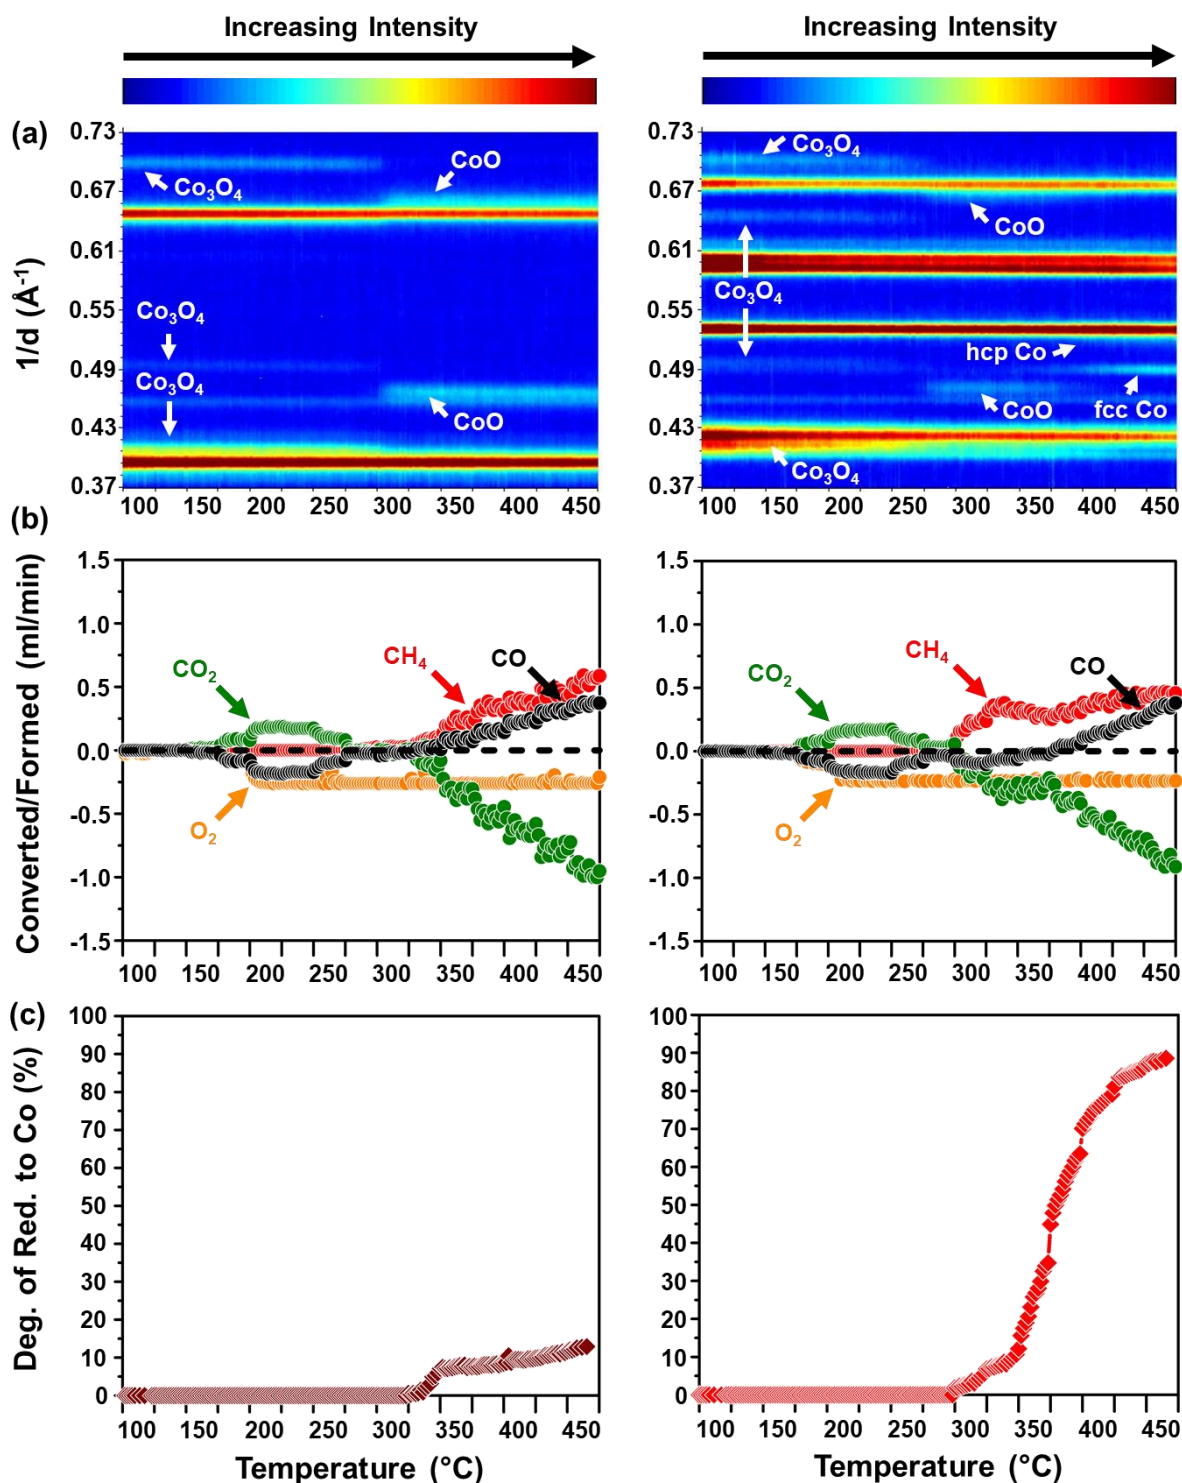 Increasing Intensity
Increasing Intensity
(a)
1/d (Å⁻¹)
0.73
0.67
0.61
0.55
0.49
0.43
0.37
Co₃O₄
CoO
Co₃O₄
Co₃O₄
CoO
100 150 200 250 300 350 400 450
0.73
0.67
0.61
0.55
0.49
0.43
0.37
Co₃O₄
CoO
Co₃O₄
hcp Co
fcc Co
CoO
Co₃O₄
100 150 200 250 300 350 400 450
(b)
Converted/Formed (ml/min)
1.5
1.0
0.5
0.0
-0.5
-1.0
-1.5
CO₂
CH₄
CO
O₂
100 200 200 250 300 350 400 450
1.5
1.0
0.5
0.0
-0.5
-1.0
-1.5
CO₂
CH₄
CO
O₂
100 150 200 250 300 350 400 450
(c)
Deg. of Red. to Co (%)
100
90
80
70
60
50
40
30
20
10
0
100 150 200 250 300 350 400 450
Temperature (°C)
100
90
80
70
60
50
40
30
20
10
0
100 150 200 250 300 350 400 450
Temperature (°C)